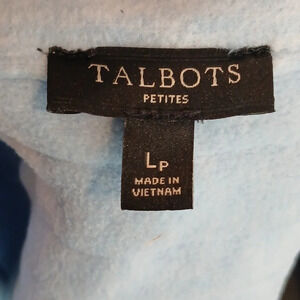 TALBOTS
PETITES
LP
MADE IN
VIETNAM